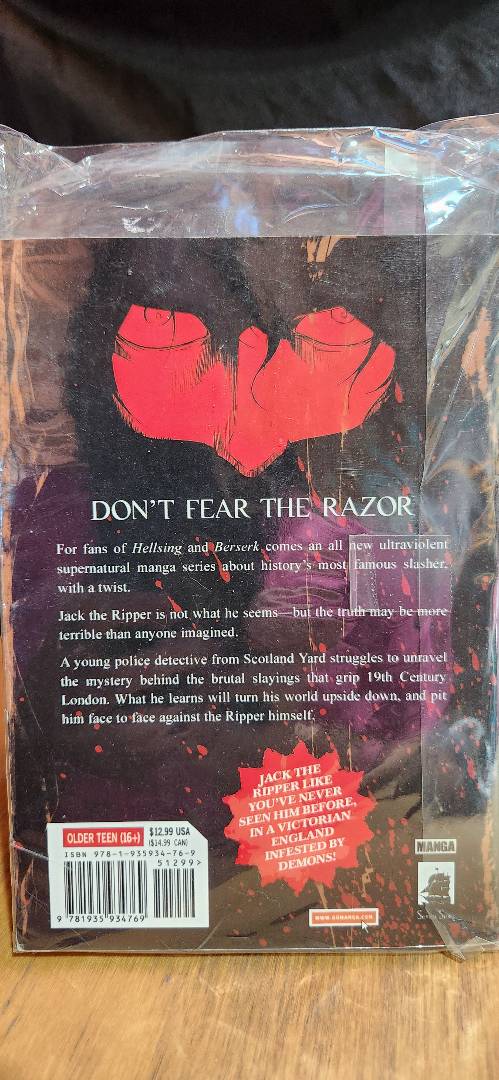 DON'T FEAR THE RAZOR
For fans of Hellsing and Berserk comes an all new ultraviolent
supernatural manga series about history's most famous slasher,
with a twist.
Jack the Ripper is not what he seems—but the truth may be more
terrible than anyone imagined.
A young police detective from Scotland Yard struggles to unravel
the mystery behind the brutal slayings that grip 19th Century
London. What he learns will turn his world upside down, and pit
him face to face against the Ripper himself.
JACK THE
RIPPER LIKE
YOU'VE NEVER
SEEN HIM BEFORE,
IN A VICTORIAN
ENGLAND
INFESTED BY
DEMONS!
OLDER TEEN (16+) $12.99 USA
($14.99 CAN)
ISBN 978-1-935934-76-9
51299>
9 781935 934769
MANGA
Seven Seas
WWW.GOMANGA.COM